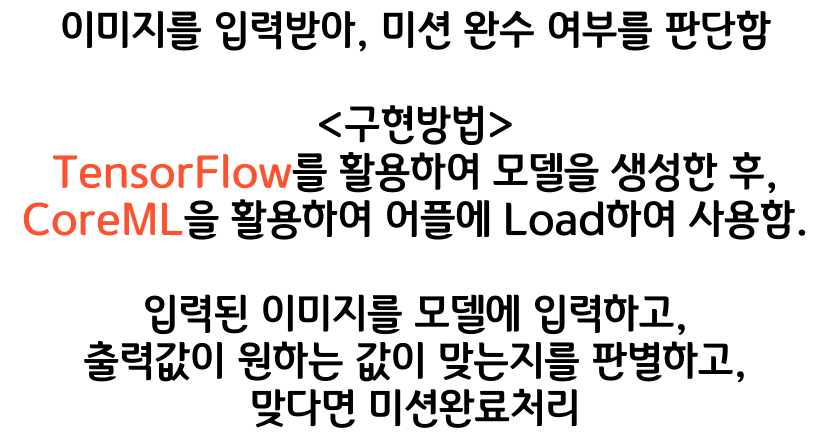 이미지를 입력받아, 미션 완수 여부를 판단함
<구현방법>
TensorFlow를 활용하여 모델을 생성한 후,
CoreML을 활용하여 어플에 Load하여 사용함.
입력된 이미지를 모델에 입력하고,
출력값이 원하는 값이 맞는지를 판별하고,
맞다면 미션완료처리